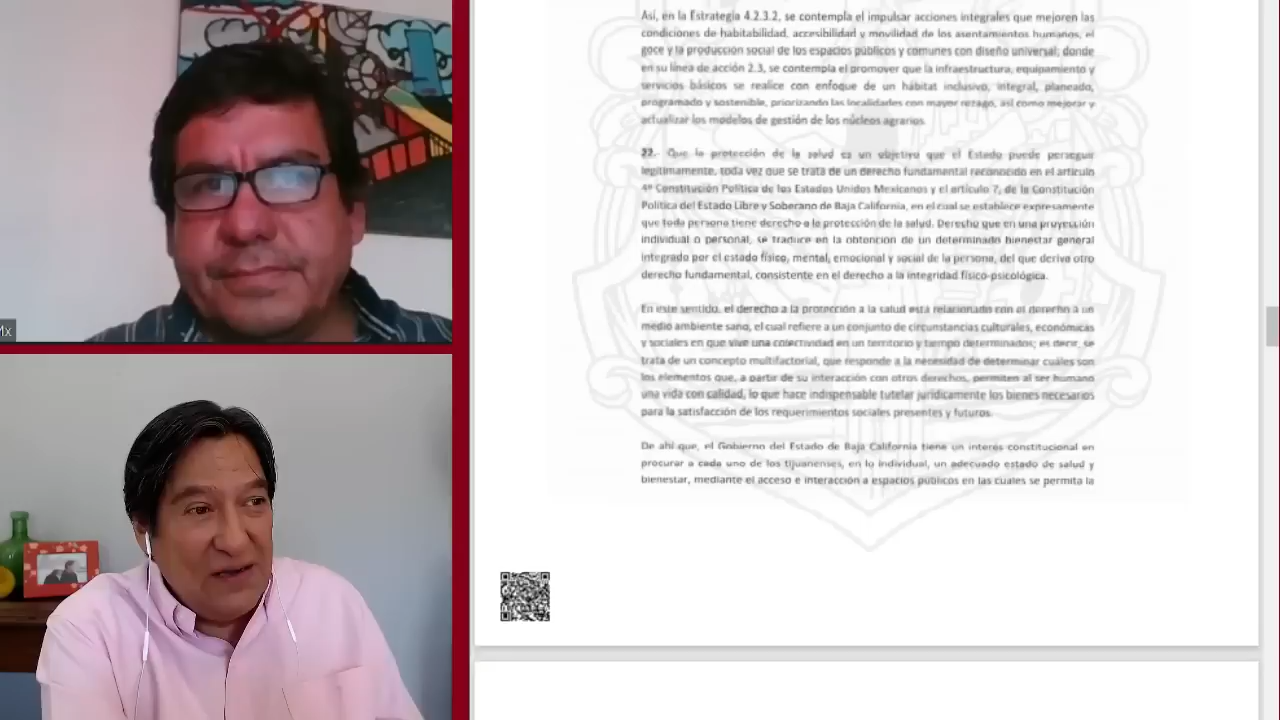 Así, en la Estrategia 4.2.3.2, se contempla el impulsar acciones integrales que mejoren las
condiciones de habitabilidad, accesibilidad y movilidad de los asentamientos humanos, el
goce y la producción social de los espacios públicos y comunes con diseño universal; donde
en su línea de acción 2.3, se contempla el promover que la infraestructura, equipamiento y
servicios básicos se realice con enfoque de un hábitat inclusivo, integral, planeado,
programado y sostenible, priorizando las localidades con mayor rezago, así como mejorar y
actualizar los modelos de gestión de los núcleos agrarios.
22.- Que la protección de la salud es un objetivo que el Estado puede perseguir
legítimamente, toda vez que se trata de un derecho fundamental reconocido en el artículo
4º Constitución Política de los Estados Unidos Mexicanos y el artículo 7, de la Constitución
Política del Estado Libre y Soberano de Baja California, en el cual se establece expresamente
que toda persona tiene derecho a la protección de la salud. Derecho que en una proyección
individual o personal, se traduce en la obtención de un determinado bienestar general
integrado por el estado físico, mental, emocional y social de la persona, del que deriva otro
derecho fundamental, consistente en el derecho a la integridad físico-psicológica.
En este sentido, el derecho a la protección a la salud está relacionado con el derecho a un
medio ambiente sano, el cual refiere a un conjunto de circunstancias culturales, económicas
y sociales en que vive una colectividad en un territorio y tiempo determinados; es decir, se
trata de un concepto multifactorial, que responde a la necesidad de determinar cuáles son
los elementos que, a partir de su interacción con otros derechos, permiten al ser humano
una vida con calidad, lo que hace indispensable tutelar jurídicamente los bienes necesarios
para la satisfacción de los requerimientos sociales presentes y futuros.
De ahí que, el Gobierno del Estado de Baja California tiene un interés constitucional en
procurar a cada uno de los tijuanenses, en lo individual, un adecuado estado de salud y
bienestar, mediante el acceso e interacción a espacios públicos en las cuales se permita la
Mx